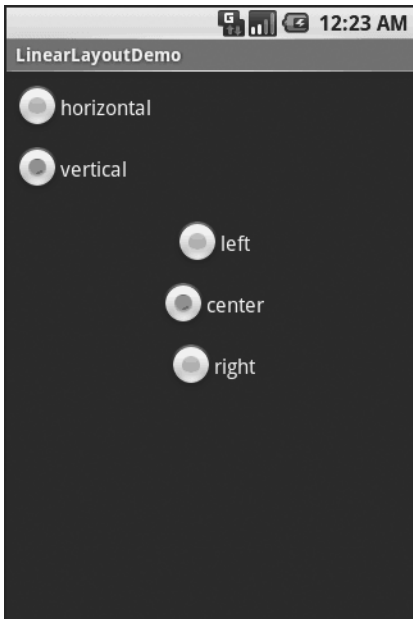 G
12:23 AM
LinearLayoutDemo
horizontal
vertical
left
center
right